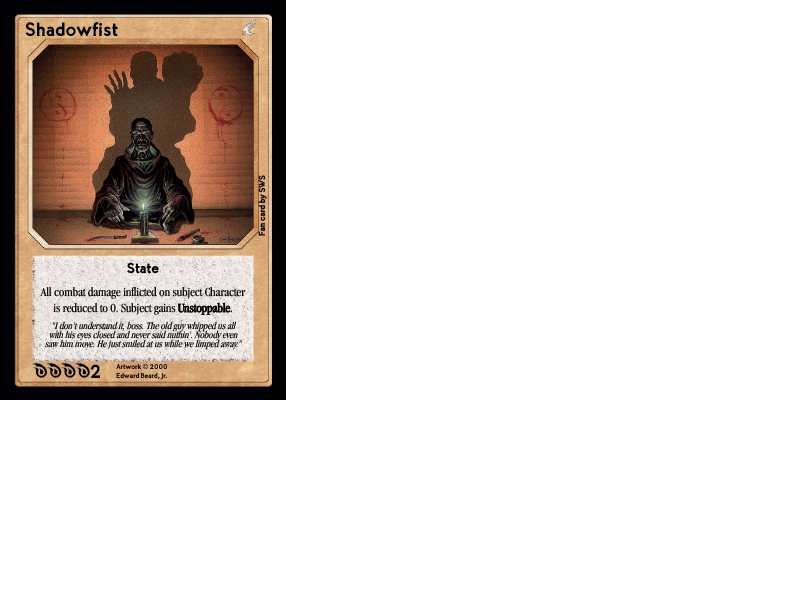 Shadowfist
Fan card by SWS
State
All combat damage inflicted on subject Character
is reduced to 0. Subject gains Unstoppable.
"I don't understand it, boss. The old guy whipped us all
with his eyes closed and never said nuthin'. Nobody even
saw him move. He just smiled at us while we limped away."
2
Artwork © 2000
Edward Beard, Jr.